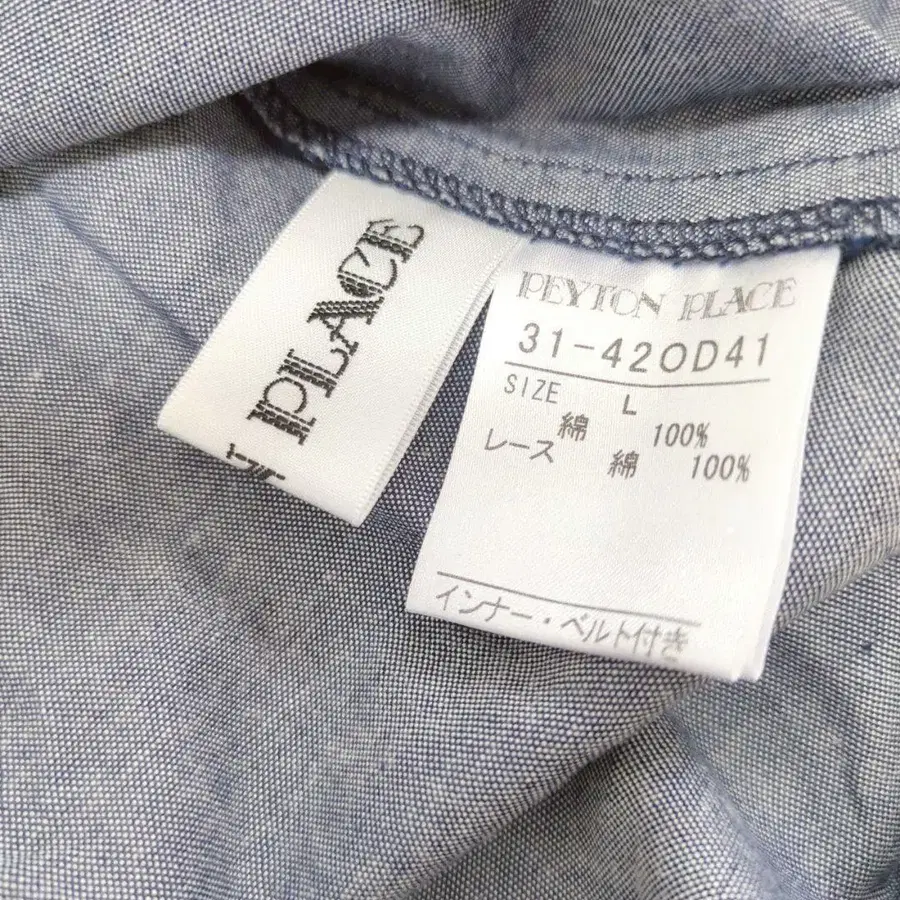 PLACE
PEYTON PLACE
31-420D41
SIZE L
綿 100%
レース 綿 100%
インナー・ベルト付き